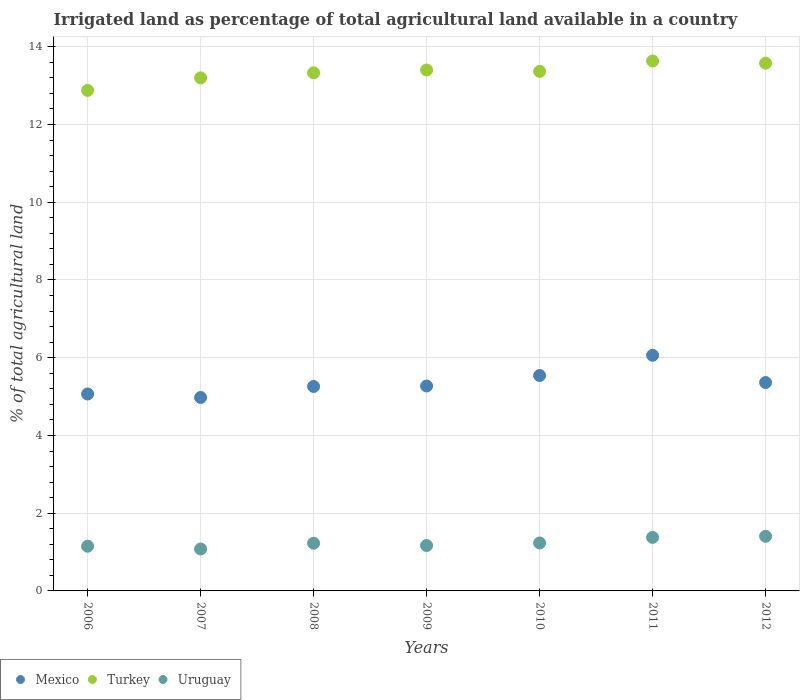 Irrigated land as percentage of total agricultural land available in a country
% of total agricultural land
14
12
10
8
6
4
2
0
2006
2007
2008
2009
2010
2011
2012
Years
Mexico
Turkey
Uruguay